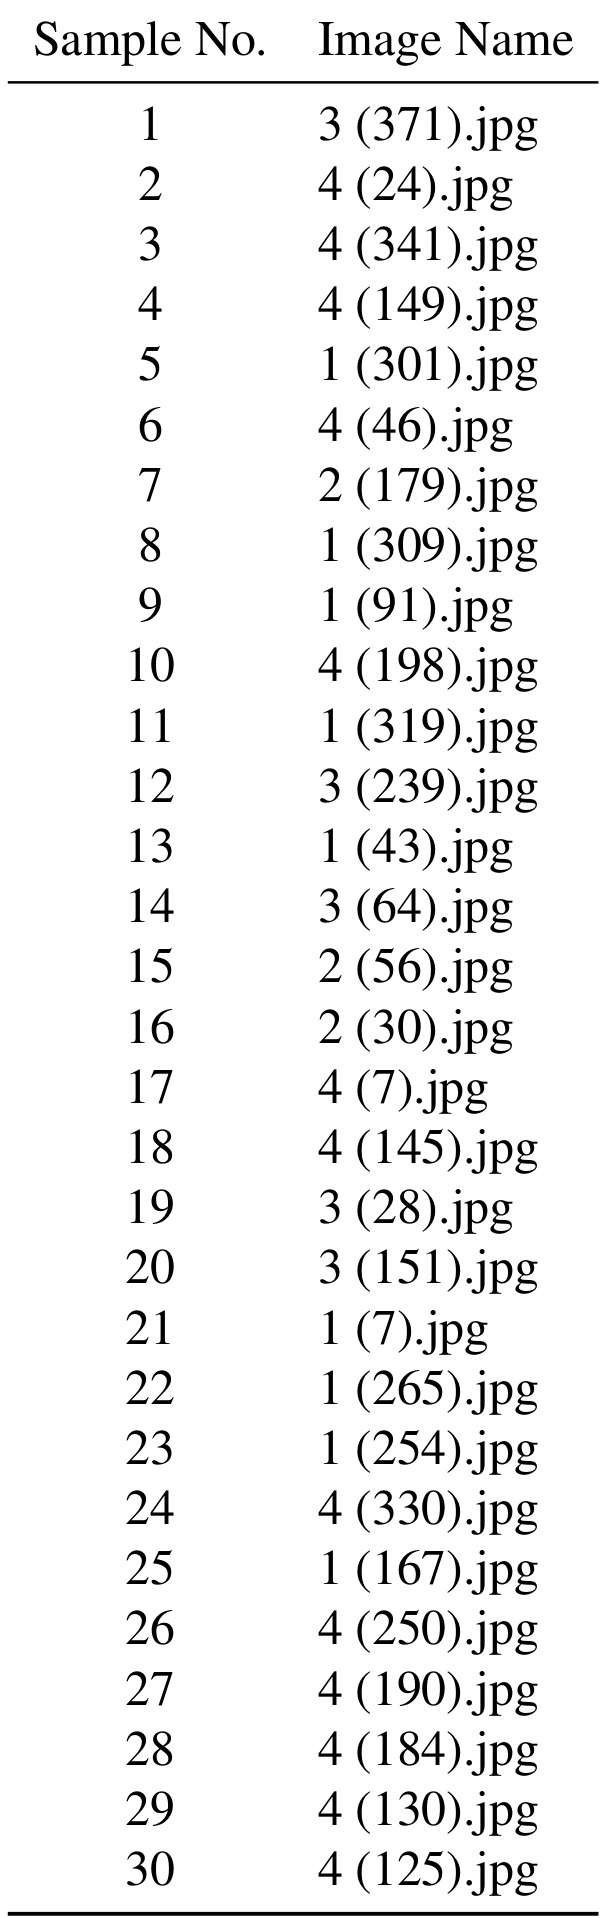 Sample No. Image Name
1 3 (371).jpg
2 4 (24).jpg
3 4 (341).jpg
4 4 (149).jpg
5 1 (301).jpg
6 4 (46).jpg
7 2 (179).jpg
8 1 (309).jpg
9 1 (91).jpg
10 4 (198).jpg
11 1 (319).jpg
12 3 (239).jpg
13 1 (43).jpg
14 3 (64).jpg
15 2 (56).jpg
16 2 (30).jpg
17 4 (7).jpg
18 4 (145).jpg
19 3 (28).jpg
20 3 (151).jpg
21 1 (7).jpg
22 1 (265).jpg
23 1 (254).jpg
24 4 (330).jpg
25 1 (167).jpg
26 4 (250).jpg
27 4 (190).jpg
28 4 (184).jpg
29 4 (130).jpg
30 4 (125).jpg